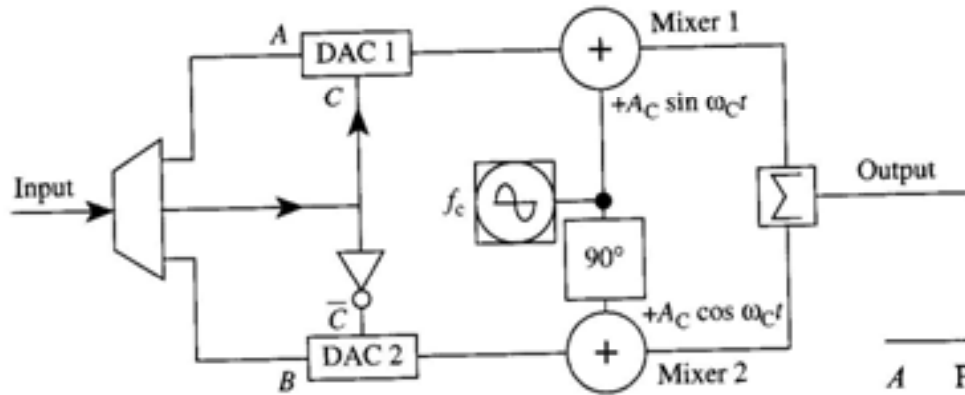 A
DAC 1
Mixer 1
+
C
+A_C sin ω_Ct
Input
f_c
Σ
Output
90°
C̅
+A_C cos ω_Ct
DAC 2
+
B
Mixer 2
A